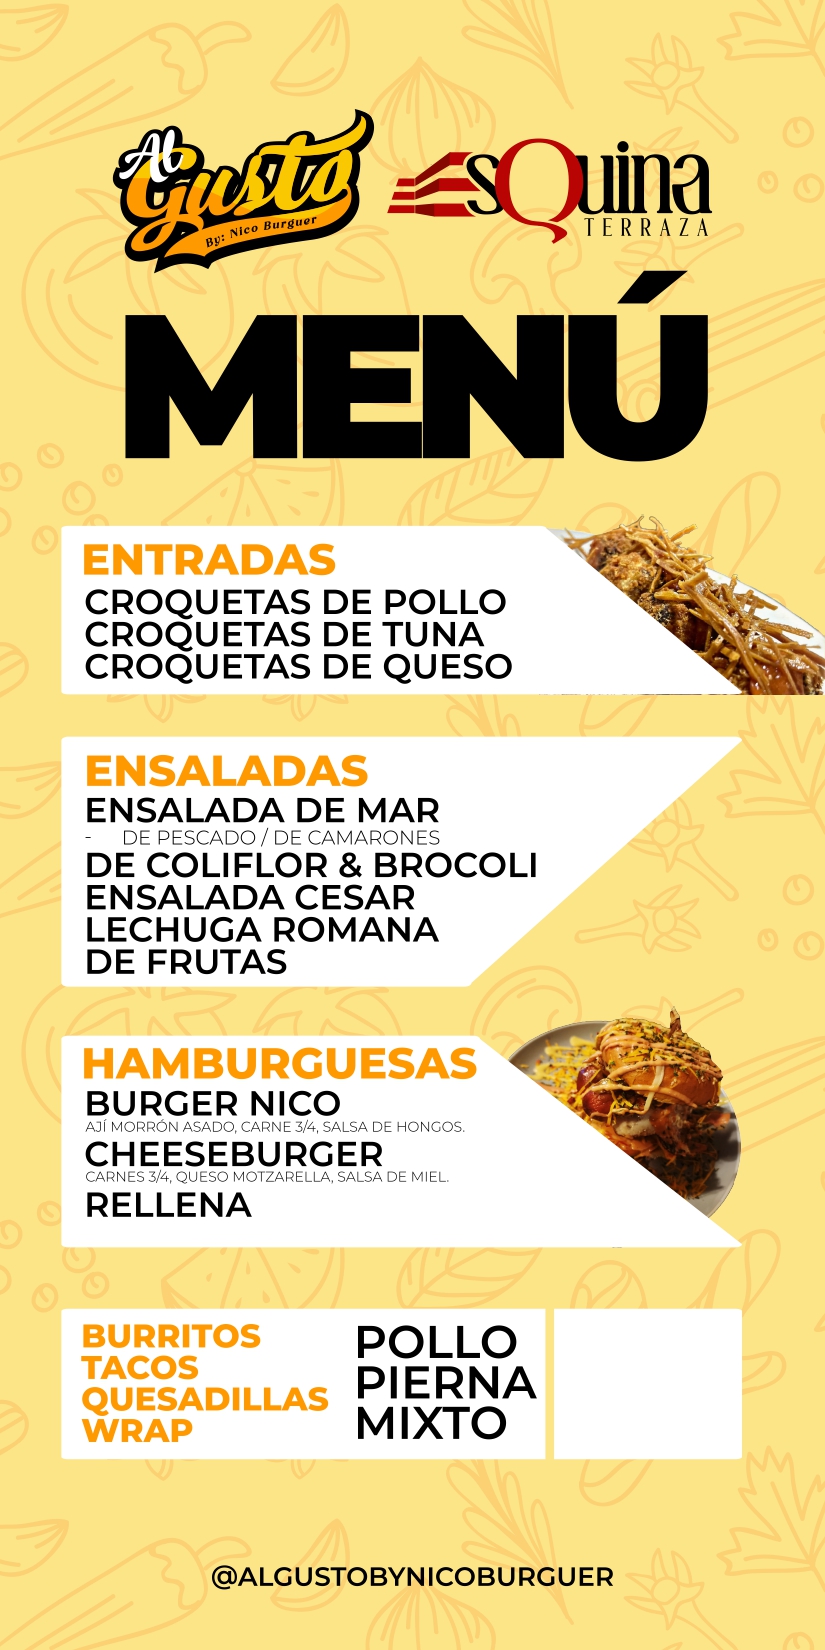 Al
Gusto
By: Nico Burguer
EsQuina
TERRAZA
MENÚ
ENTRADAS
CROQUETAS DE POLLO
CROQUETAS DE TUNA
CROQUETAS DE QUESO
ENSALADAS
ENSALADA DE MAR
- DE PESCADO / DE CAMARONES
DE COLIFLOR & BROCOLI
ENSALADA CESAR
LECHUGA ROMANA
DE FRUTAS
HAMBURGUESAS
BURGER NICO
AJÍ MORRÓN ASADO, CARNE 3/4, SALSA DE HONGOS.
CHEESEBURGER
CARNES 3/4, QUESO MOTZARELLA, SALSA DE MIEL.
RELLENA
BURRITOS
TACOS
QUESADILLAS
WRAP
POLLO
PIERNA
MIXTO
@ALGUSTOBYNICOBURGUER